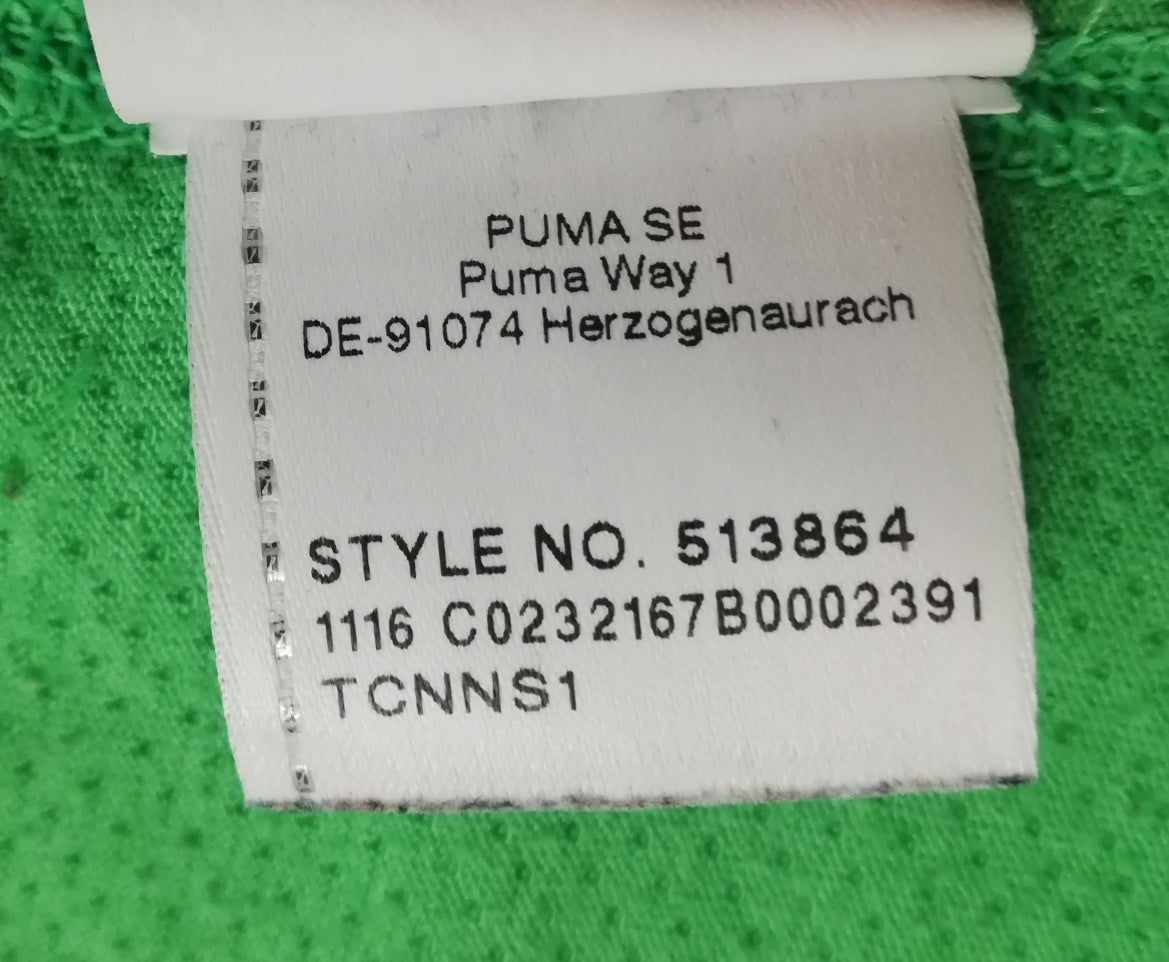 PUMA SE
Puma Way 1
DE-91074 Herzogenaurach
STYLE NO. 513864
1116 C0232167B0002391
TCNNS1